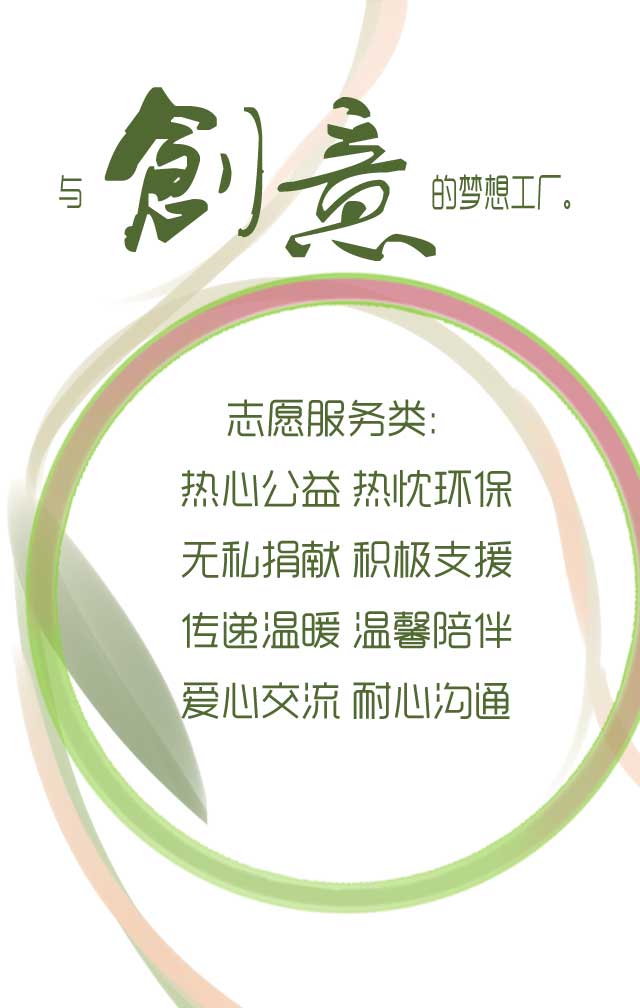 与創意的梦想工厂。
志愿服务类:
热心公益 热忱环保
无私捐献 积极支援
传递温暖 温馨陪伴
爱心交流 耐心沟通